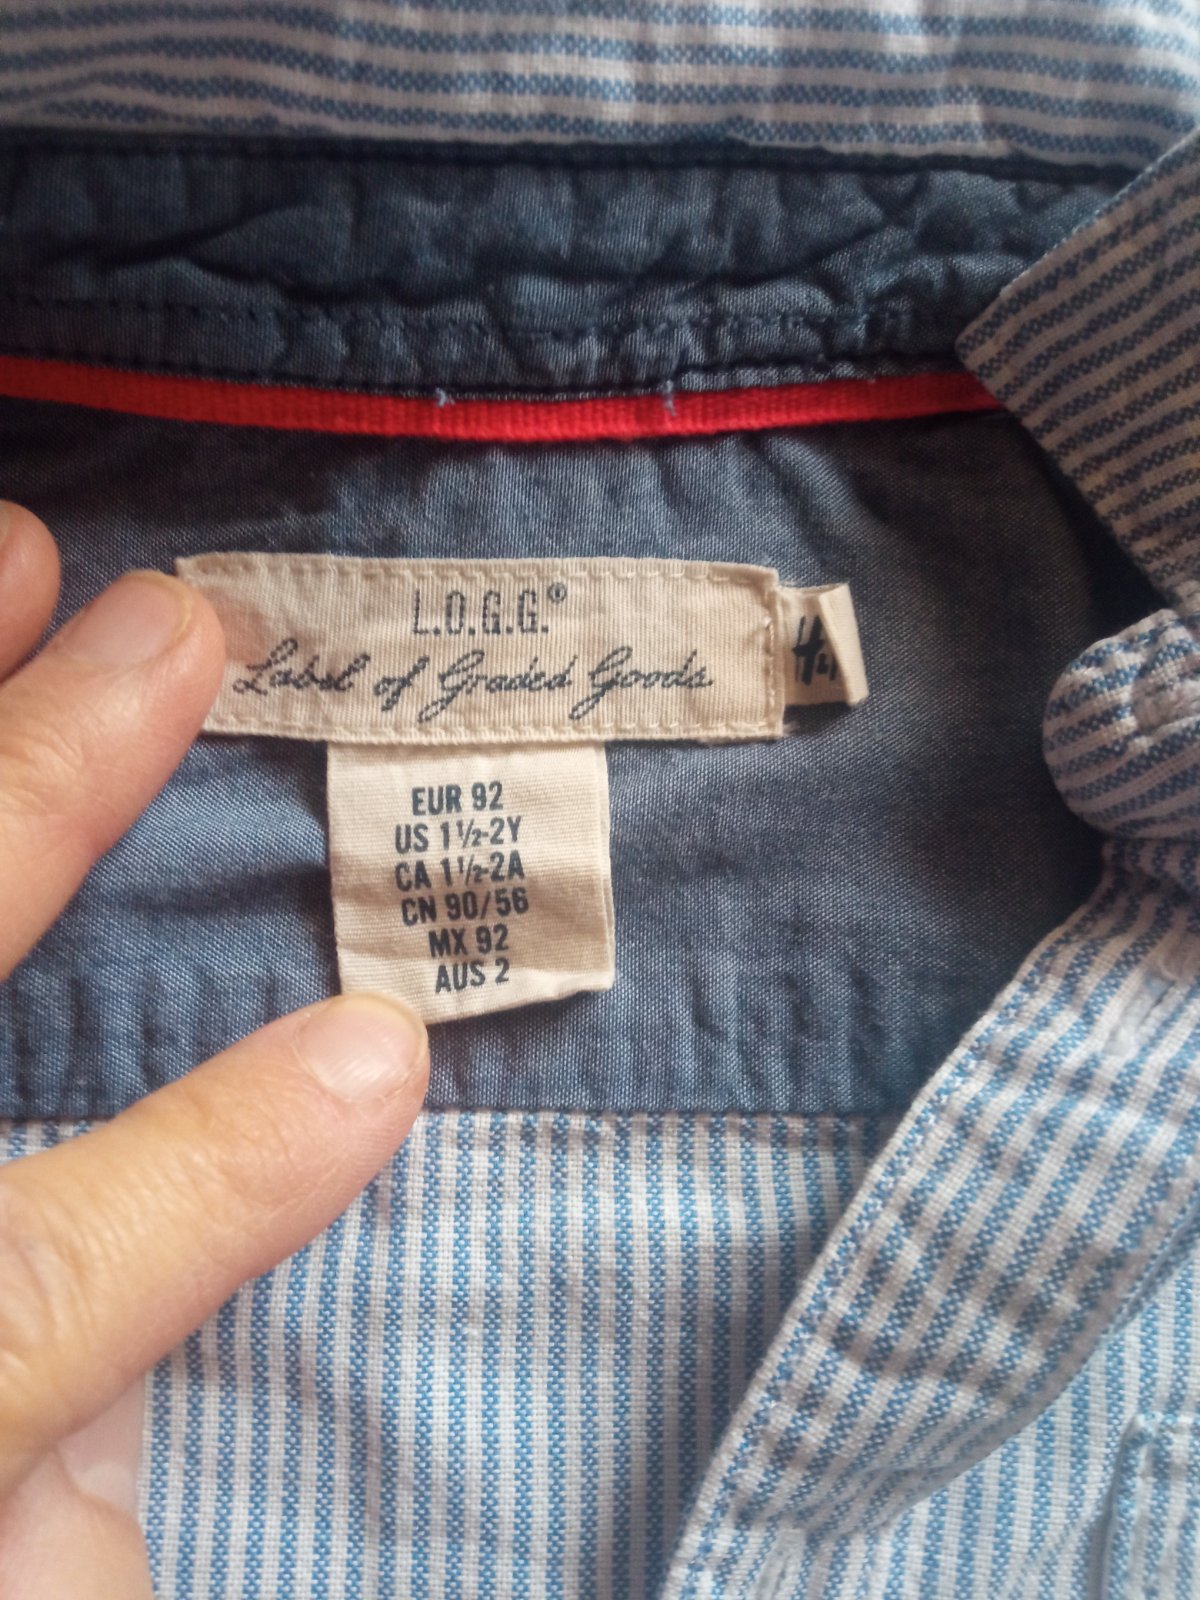 L.O.G.G.®
Label of Graded Goods
H&
EUR 92
US 1½-2Y
CA 1½-2A
CN 90/56
MX 92
AUS 2